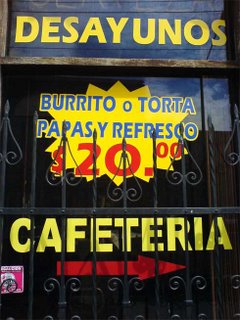 DESAYUNOS
BURRITO o TORTA
PAPAS Y REFRESCO
$20.00
CAFETERIA